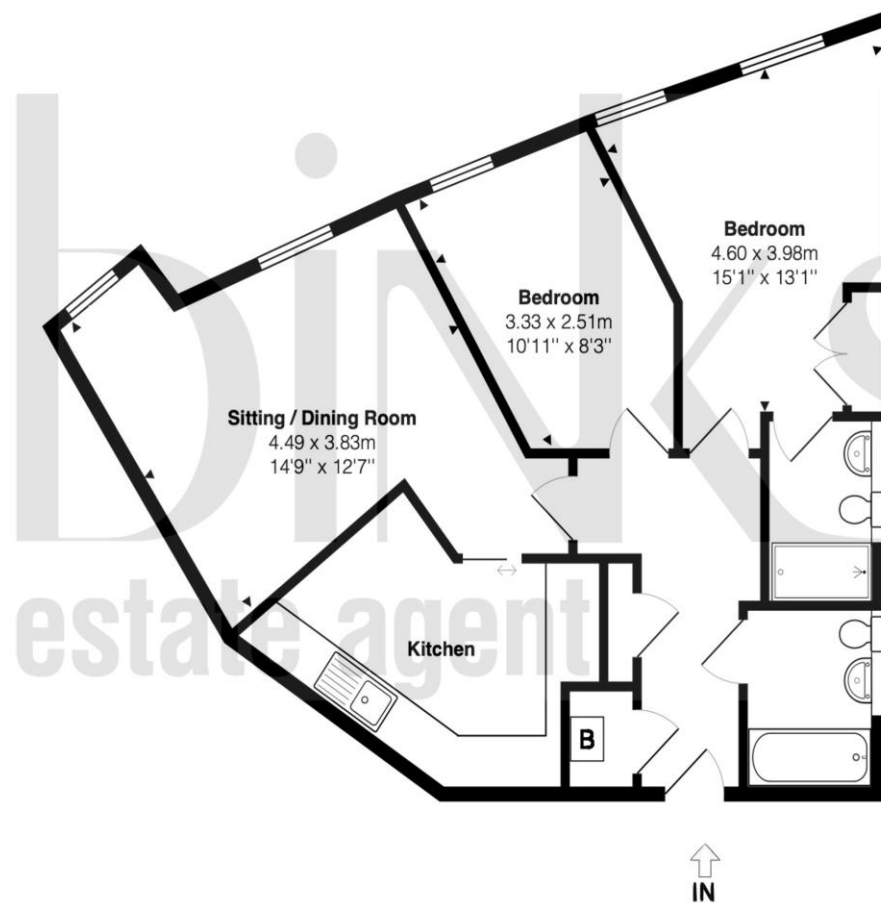 binks
estate agent
Bedroom
4.60 x 3.98m
15'1" x 13'1"
Bedroom
3.33 x 2.51m
10'11" x 8'3"
Sitting / Dining Room
4.49 x 3.83m
14'9" x 12'7"
Kitchen
B
IN